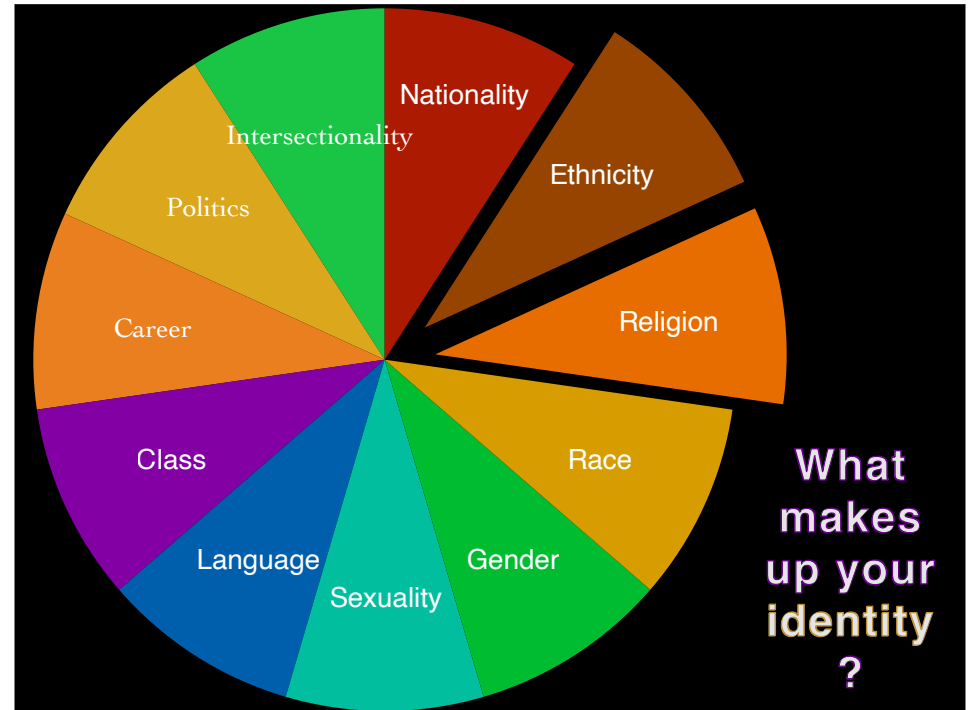 Nationality
Ethnicity
Religion
Race
Gender
Sexuality
Language
Class
Career
Politics
Intersectionality
What
makes
up your
identity
?